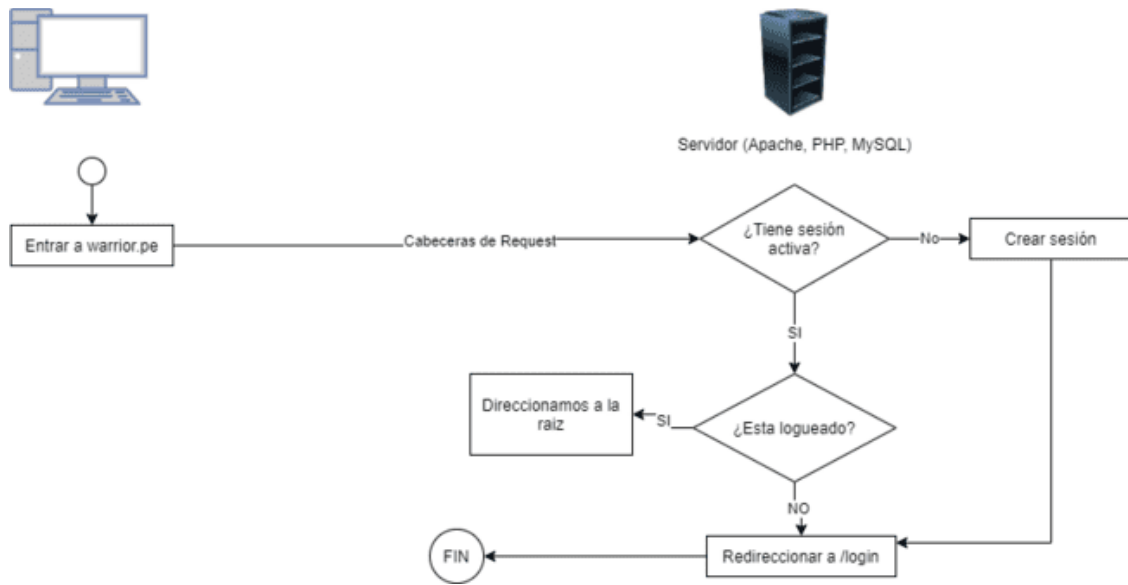 Servidor (Apache, PHP, MySQL)
Entrar a warrior.pe
Cabeceras de Request
¿Tiene sesión
activa?
No
Crear sesión
SI
Direccionamos a la
raiz
SI
¿Esta logueado?
NO
FIN
Redireccionar a /login